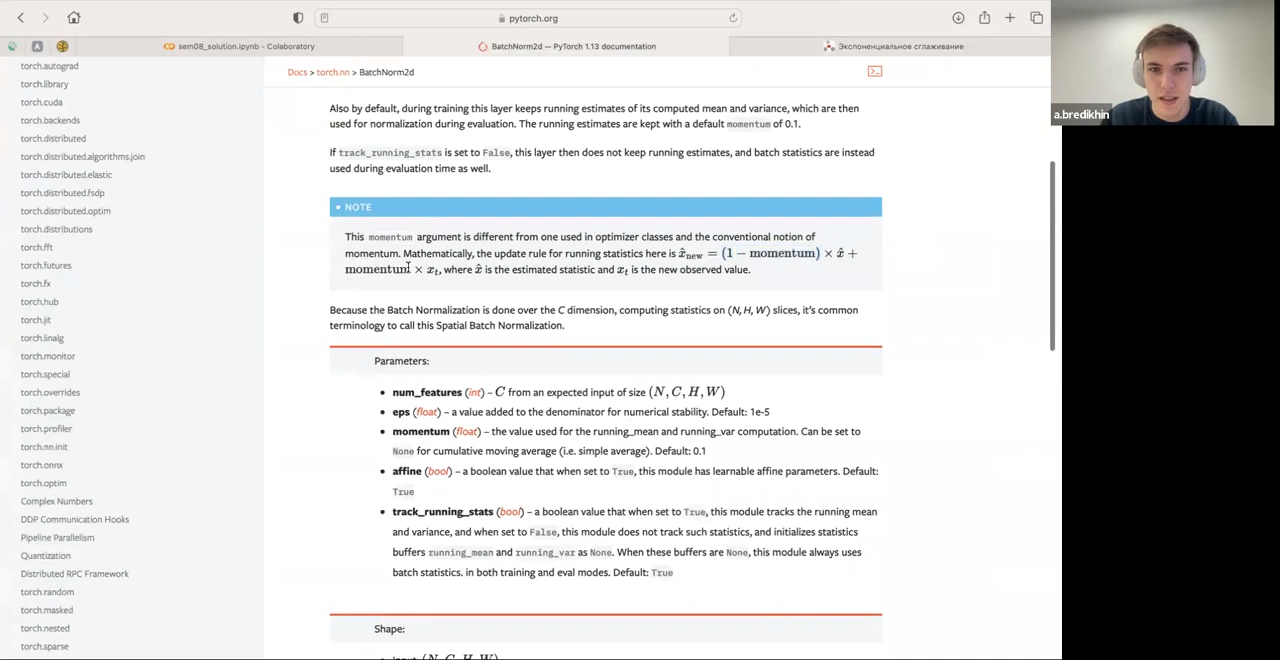 pytorch.org
sem08_solution.ipynb - Colaboratory
BatchNorm2d — PyTorch 1.13 documentation
Экспоненциальное сглаживание
a.bredikhin
torch.autograd
torch.library
torch.cuda
torch.backends
torch.distributed
torch.distributed.algorithms.join
torch.distributed.elastic
torch.distributed.fsdp
torch.distributed.optim
torch.distributions
torch.fft
torch.futures
torch.fx
torch.hub
torch.jit
torch.linalg
torch.monitor
torch.special
torch.overrides
torch.package
torch.profiler
torch.nn.init
torch.onnx
torch.optim
Complex Numbers
DDP Communication Hooks
Pipeline Parallelism
Quantization
Distributed RPC Framework
torch.random
torch.masked
torch.nested
torch.sparse
Docs > torch.nn > BatchNorm2d
Also by default, during training this layer keeps running estimates of its computed mean and variance, which are then
used for normalization during evaluation. The running estimates are kept with a default momentum of 0.1.
If track_running_stats is set to False, this layer then does not keep running estimates, and batch statistics are instead
used during evaluation time as well.
• NOTE
This momentum argument is different from one used in optimizer classes and the conventional notion of
momentum. Mathematically, the update rule for running statistics here is x̂new = (1 − momentum) × x̂ +
momentum × xt, where x̂ is the estimated statistic and xt is the new observed value.
Because the Batch Normalization is done over the C dimension, computing statistics on (N, H, W) slices, it's common
terminology to call this Spatial Batch Normalization.
Parameters:
• num_features (int) – C from an expected input of size (N, C, H, W)
• eps (float) – a value added to the denominator for numerical stability. Default: 1e-5
• momentum (float) – the value used for the running_mean and running_var computation. Can be set to
None for cumulative moving average (i.e. simple average). Default: 0.1
• affine (bool) – a boolean value that when set to True, this module has learnable affine parameters. Default:
True
• track_running_stats (bool) – a boolean value that when set to True, this module tracks the running mean
and variance, and when set to False, this module does not track such statistics, and initializes statistics
buffers running_mean and running_var as None. When these buffers are None, this module always uses
batch statistics. in both training and eval modes. Default: True
Shape:
• Input: (N, C, H, W)